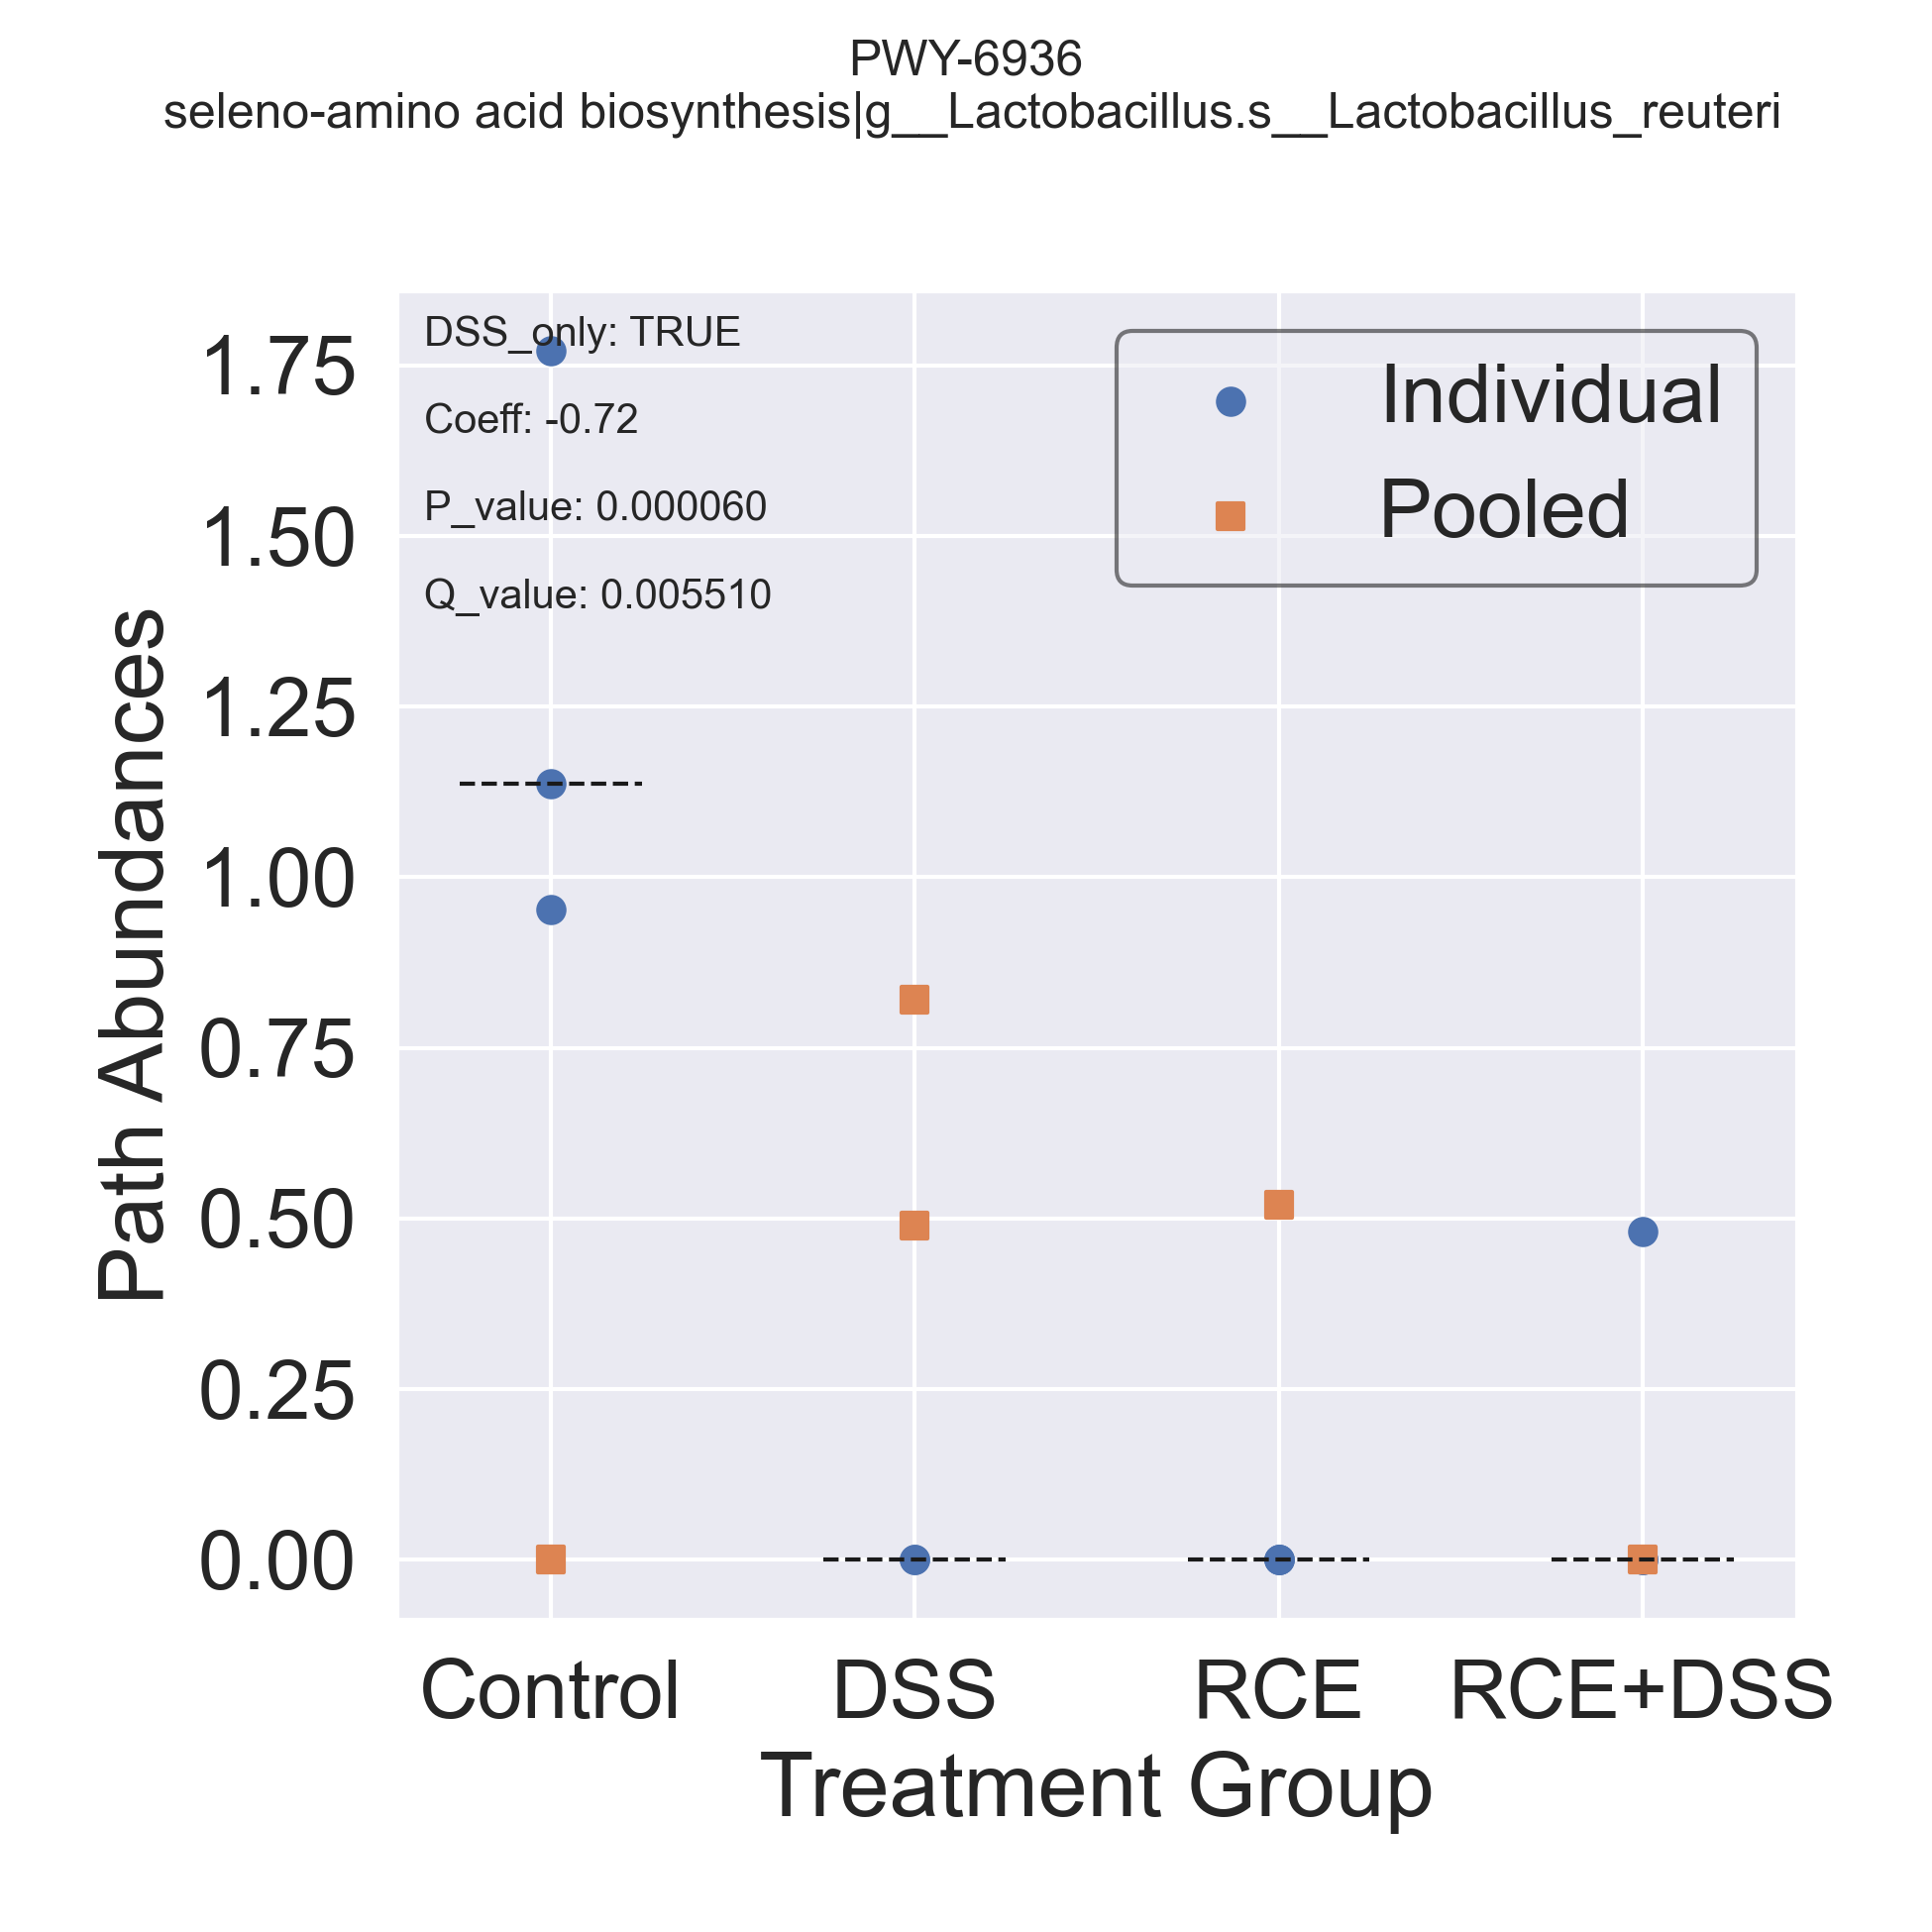 PWY-6936
seleno-amino acid biosynthesis|g__Lactobacillus.s__Lactobacillus_reuteri
DSS_only: TRUE
Coeff: -0.72
P_value: 0.000060
Q_value: 0.005510
Individual
Pooled
Path Abundances
1.75
1.50
1.25
1.00
0.75
0.50
0.25
0.00
Control DSS RCE RCE+DSS
Treatment Group